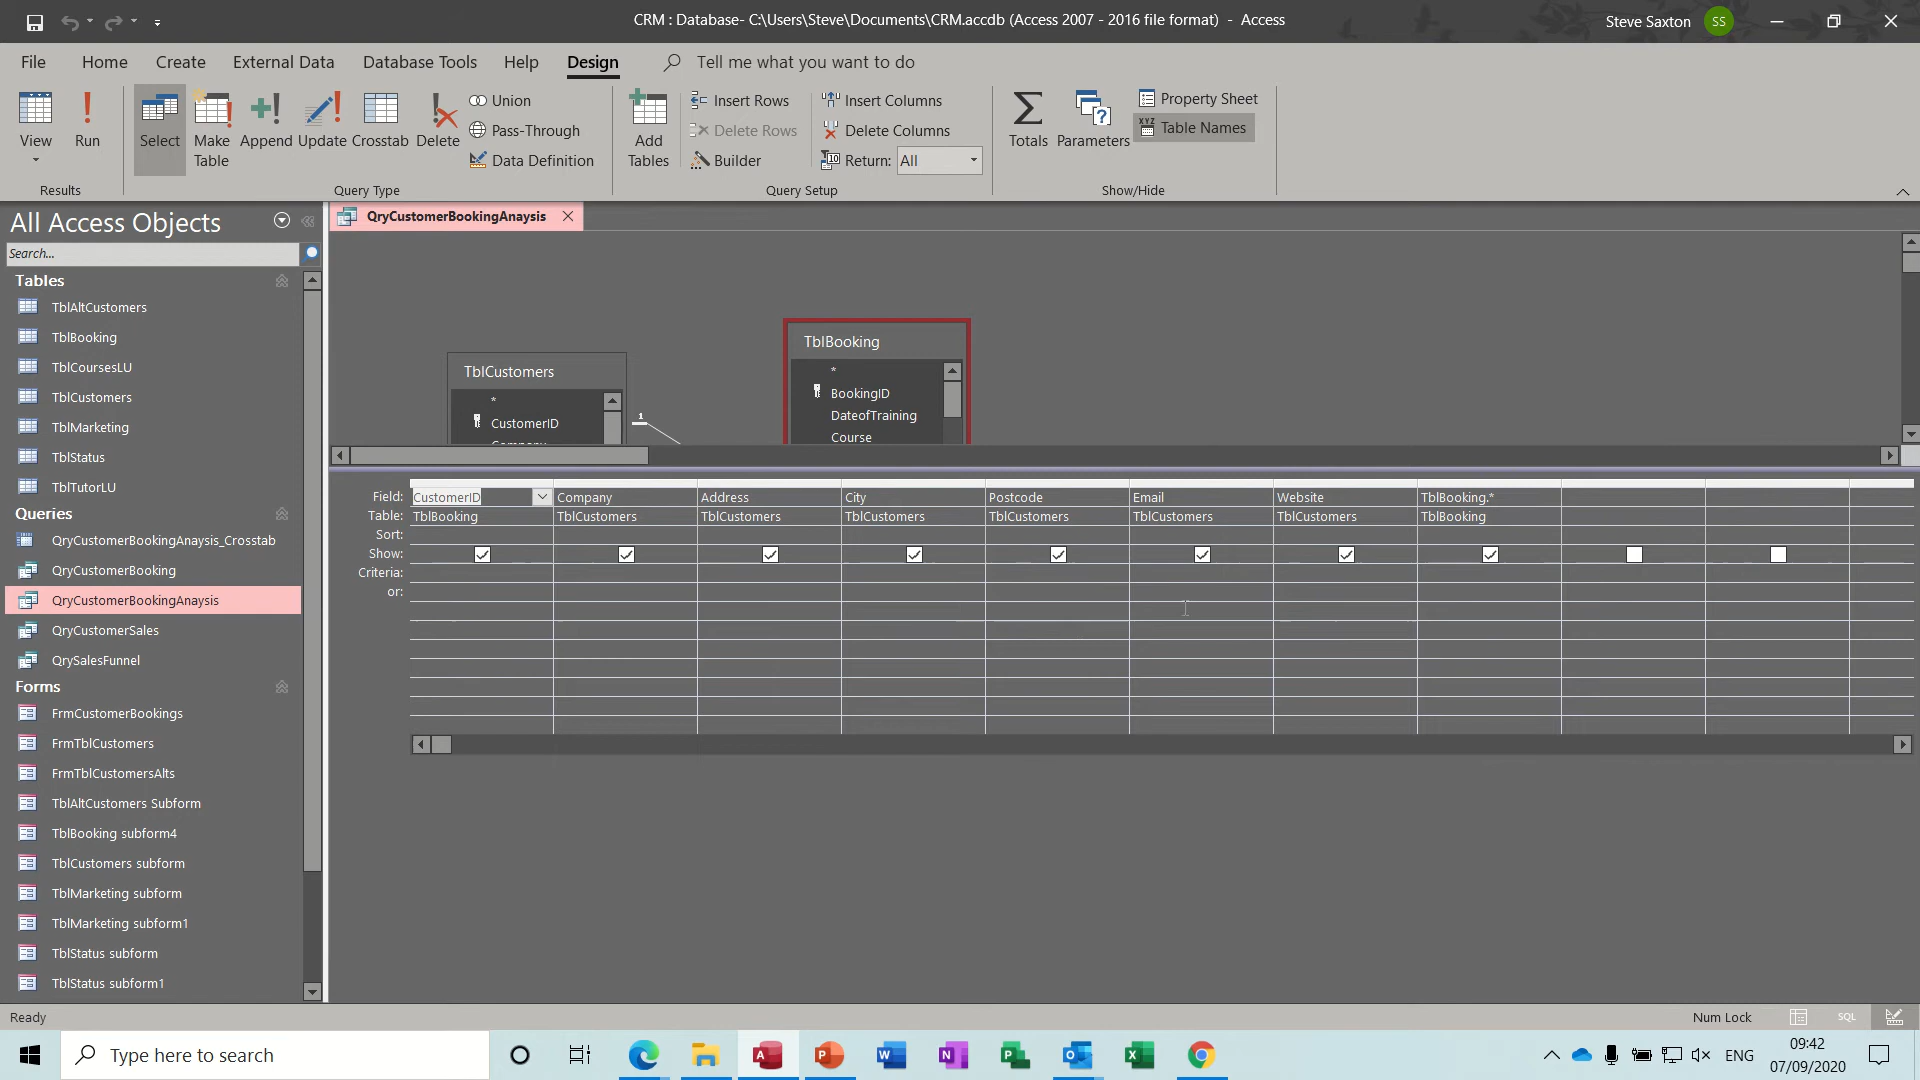 CRM : Database- C:\Users\Steve\Documents\CRM.accdb (Access 2007 - 2016 file format) - Access
Steve Saxton
SS
File
Home
Create
External Data
Database Tools
Help
Design
Tell me what you want to do
View
Run
Select
Make Table
Append
Update
Crosstab
Delete
Union
Pass-Through
Data Definition
Add Tables
Insert Rows
Delete Rows
Builder
Insert Columns
Delete Columns
Return: All
Totals
Parameters
Property Sheet
Table Names
Results
Query Type
Query Setup
Show/Hide
All Access Objects
Search...
Tables
TblAltCustomers
TblBooking
TblCoursesLU
TblCustomers
TblMarketing
TblStatus
TblTutorLU
Queries
QryCustomerBookingAnaysis_Crosstab
QryCustomerBooking
QryCustomerBookingAnaysis
QryCustomerSales
QrySalesFunnel
Forms
FrmCustomerBookings
FrmTblCustomers
FrmTblCustomersAlts
TblAltCustomers Subform
TblBooking subform4
TblCustomers subform
TblMarketing subform
TblMarketing subform1
TblStatus subform
TblStatus subform1
QryCustomerBookingAnaysis
TblCustomers
*
CustomerID
Company
1
TblBooking
*
BookingID
DateofTraining
Course
Field: CustomerID Company Address City Postcode Email Website TblBooking.*
Table: TblBooking TblCustomers TblCustomers TblCustomers TblCustomers TblCustomers TblCustomers TblBooking
Sort:
Show:
Criteria:
or:
Ready
Num Lock
SQL
Type here to search
ENG
09:42
07/09/2020